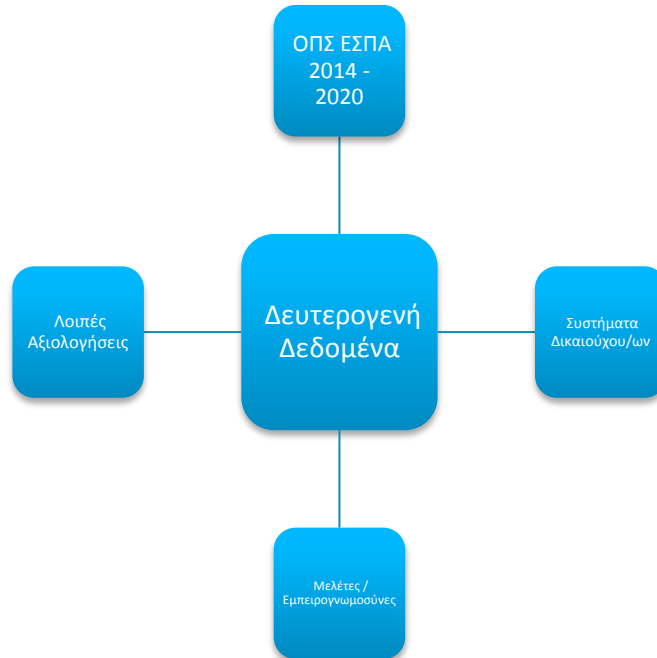 ΟΠΣ ΕΣΠΑ
2014 -
2020
Λοιπές
Αξιολογήσεις
Δευτερογενή
Δεδομένα
Συστήματα
Δικαιούχου/ων
Μελέτες /
Εμπειρογνωμοσύνες